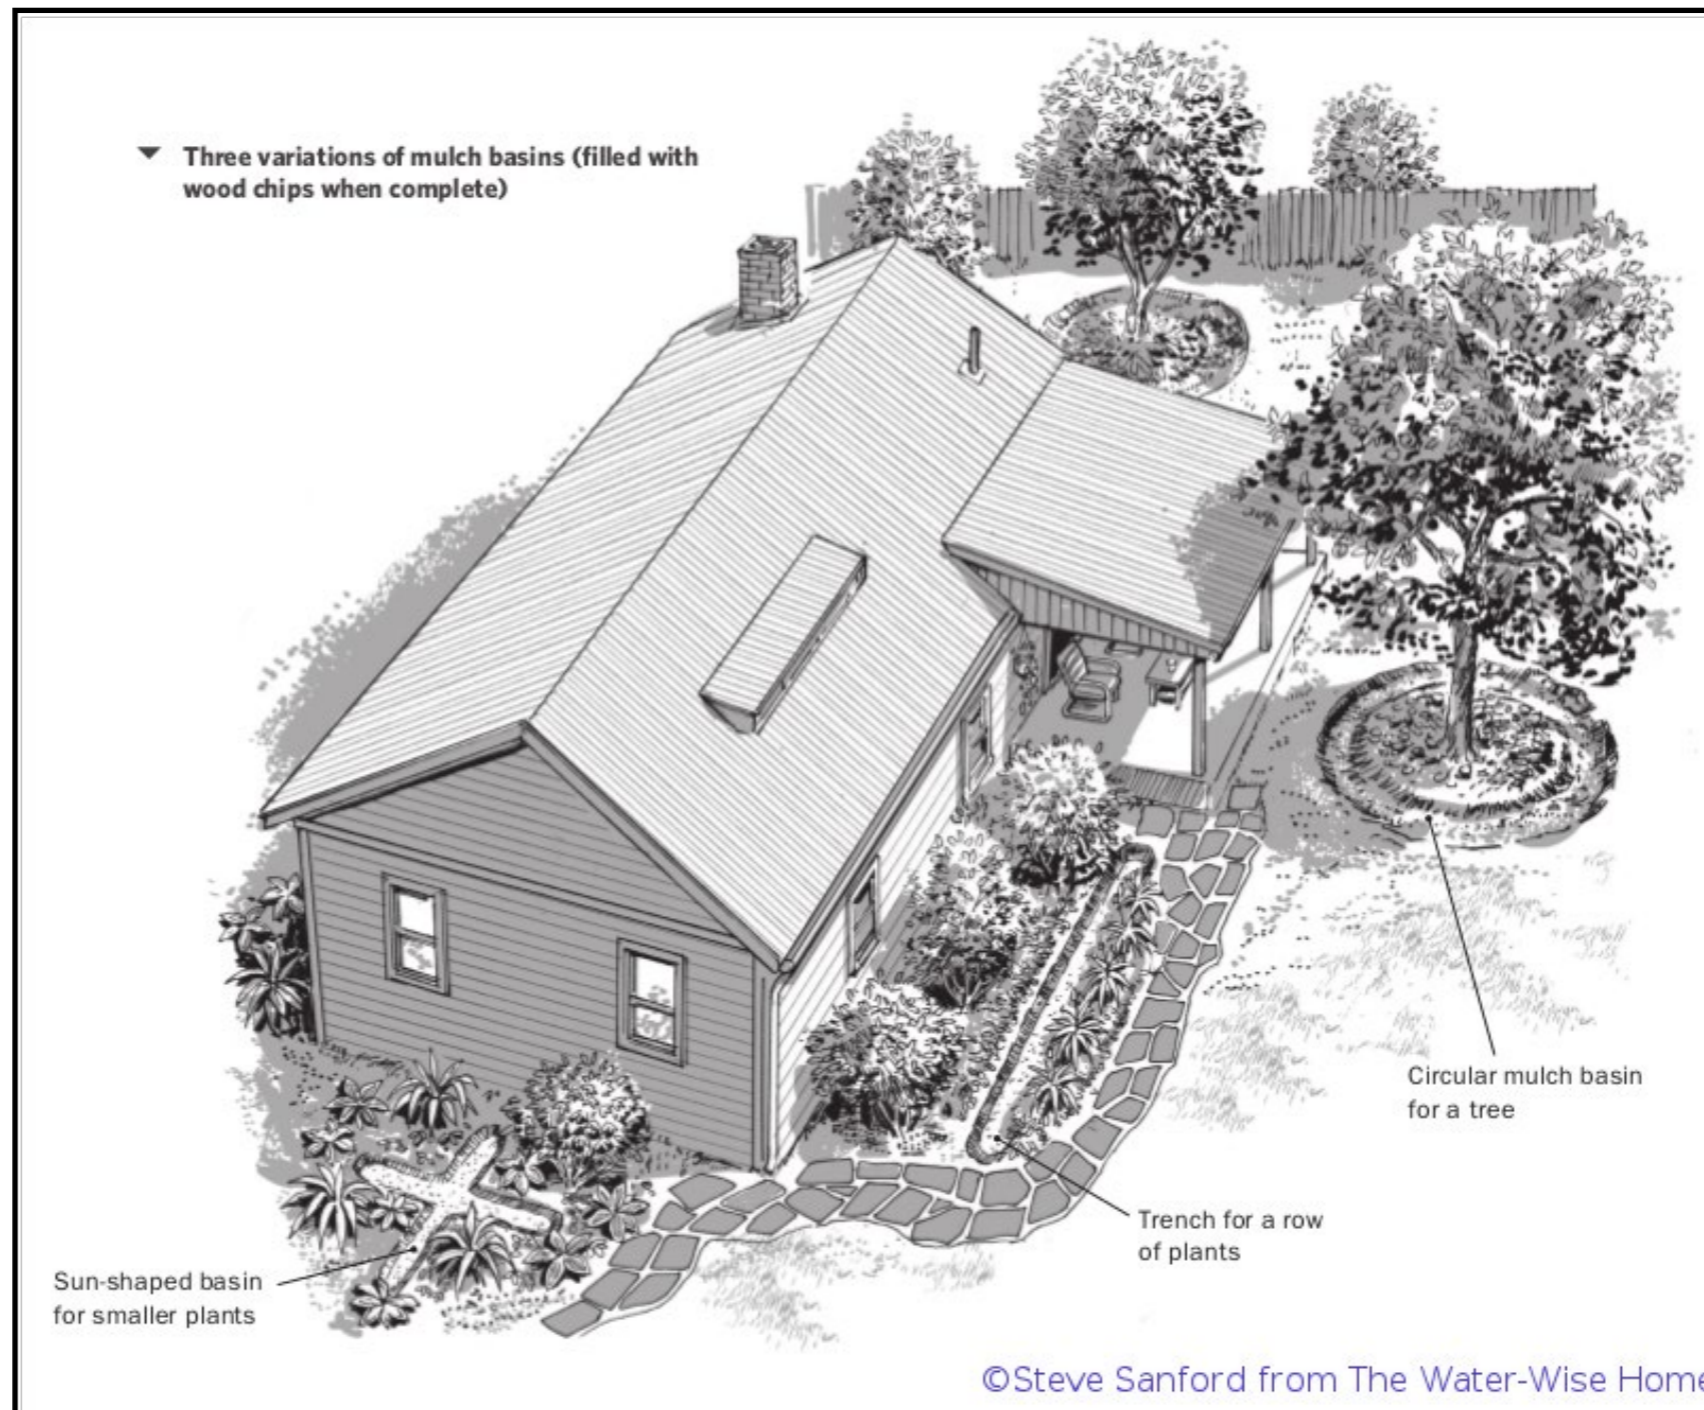 Three variations of mulch basins (filled with
wood chips when complete)
Circular mulch basin
for a tree
Trench for a row
of plants
Sun-shaped basin
for smaller plants
©Steve Sanford from The Water-Wise Home